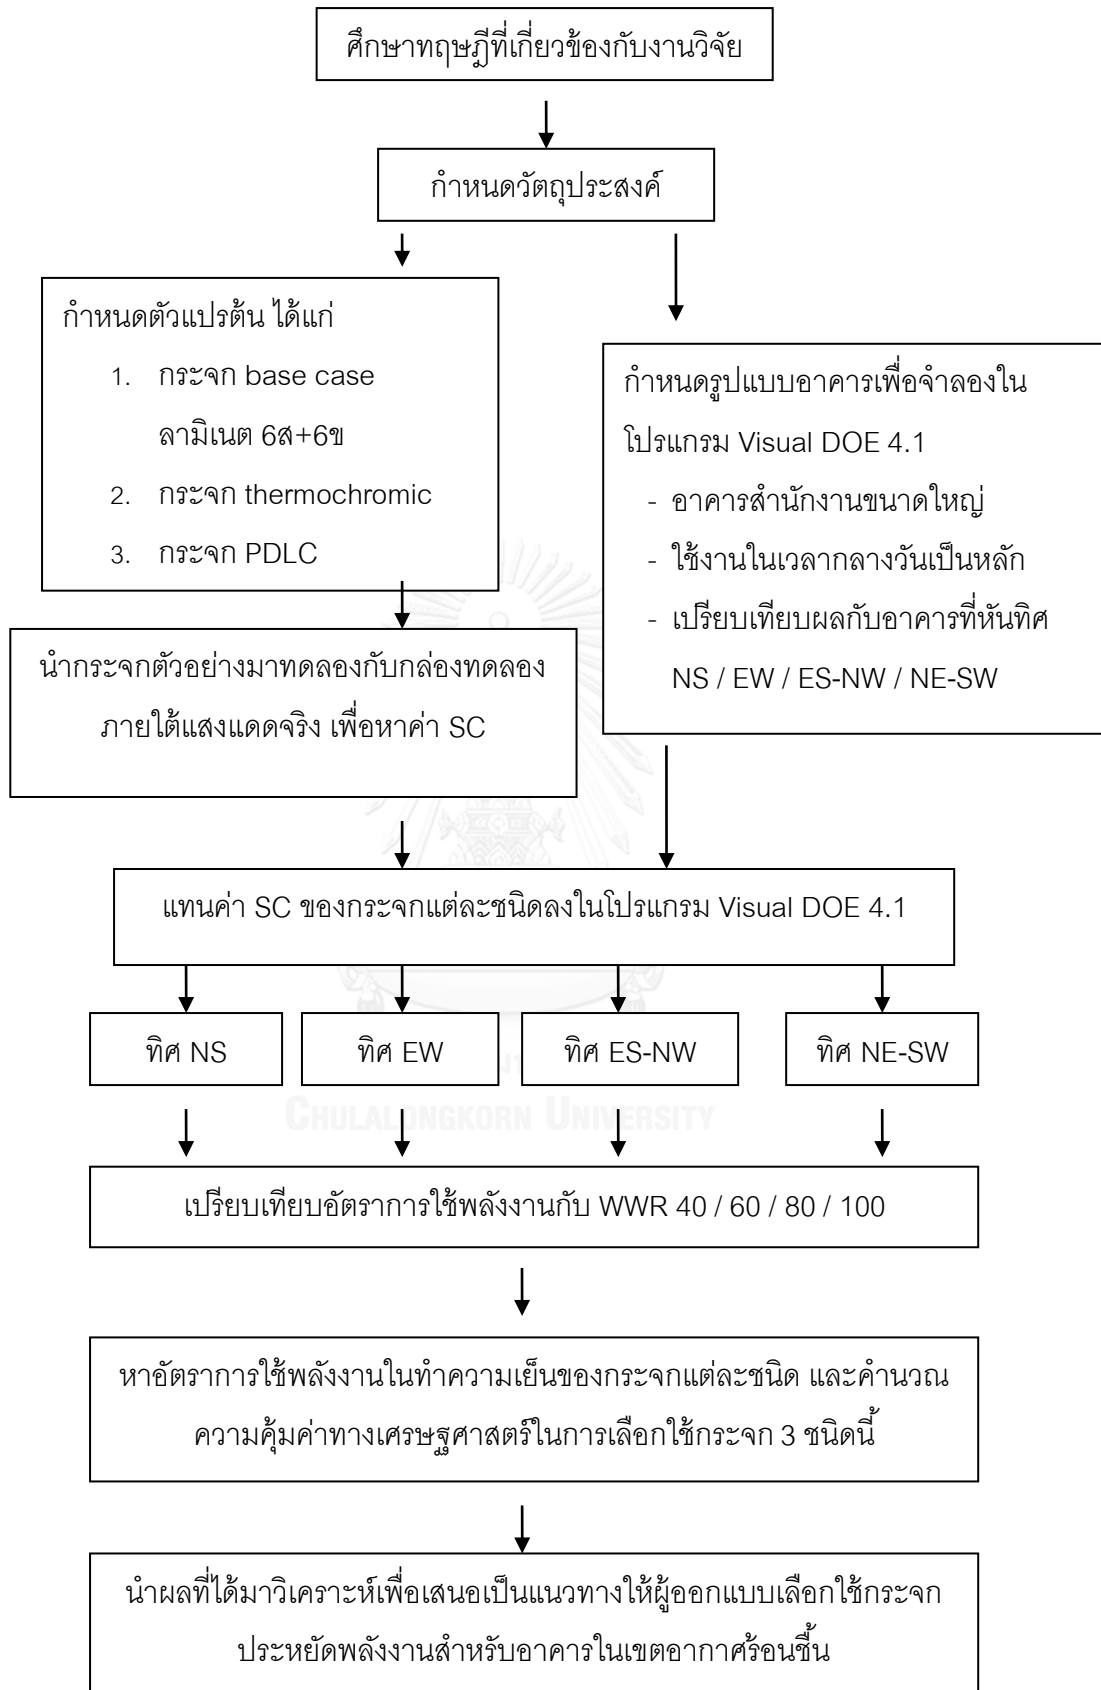 ศึกษาทฤษฎีที่เกี่ยวข้องกับงานวิจัย
กำหนดวัตถุประสงค์
กำหนดตัวแปรต้น ได้แก่
1. กระจก base case
ลามิเนต 6ส+6ข
2. กระจก thermochromic
3. กระจก PDLC
กำหนดรูปแบบอาคารเพื่อจำลองใน
โปรแกรม Visual DOE 4.1
- อาคารสำนักงานขนาดใหญ่
- ใช้งานในเวลากลางวันเป็นหลัก
- เปรียบเทียบผลกับอาคารที่หันทิศ
NS / EW / ES-NW / NE-SW
นำกระจกตัวอย่างมาทดลองกับกล่องทดลอง
ภายใต้แสงแดดจริง เพื่อหาค่า SC
แทนค่า SC ของกระจกแต่ละชนิดลงในโปรแกรม Visual DOE 4.1
ทิศ NS
ทิศ EW
ทิศ ES-NW
ทิศ NE-SW
CHULALONGKORN UNIVERSITY
เปรียบเทียบอัตราการใช้พลังงานกับ WWR 40 / 60 / 80 / 100
หาอัตราการใช้พลังงานในทำความเย็นของกระจกแต่ละชนิด และคำนวณ
ความคุ้มค่าทางเศรษฐศาสตร์ในการเลือกใช้กระจก 3 ชนิดนี้
นำผลที่ได้มาวิเคราะห์เพื่อเสนอเป็นแนวทางให้ผู้ออกแบบเลือกใช้กระจก
ประหยัดพลังงานสำหรับอาคารในเขตอากาศร้อนชื้น